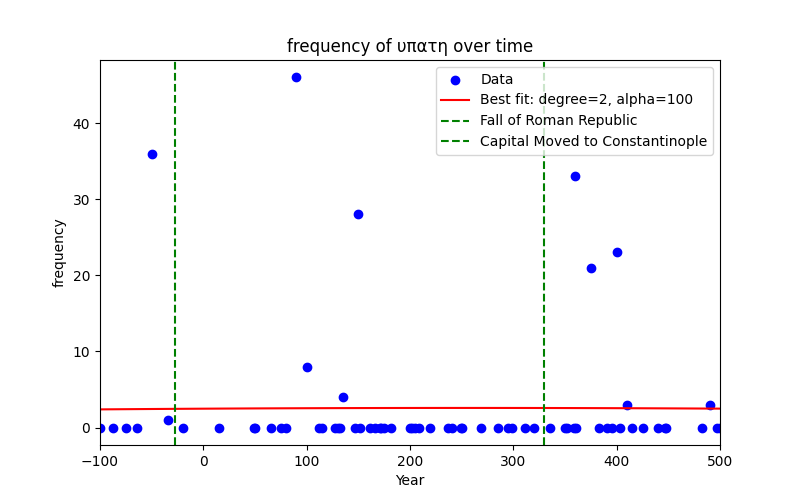 frequency of υπατη over time
Data
Best fit: degree=2, alpha=100
Fall of Roman Republic
Capital Moved to Constantinople
frequency
40
30
20
10
0
−100
0
100
200
300
400
500
Year